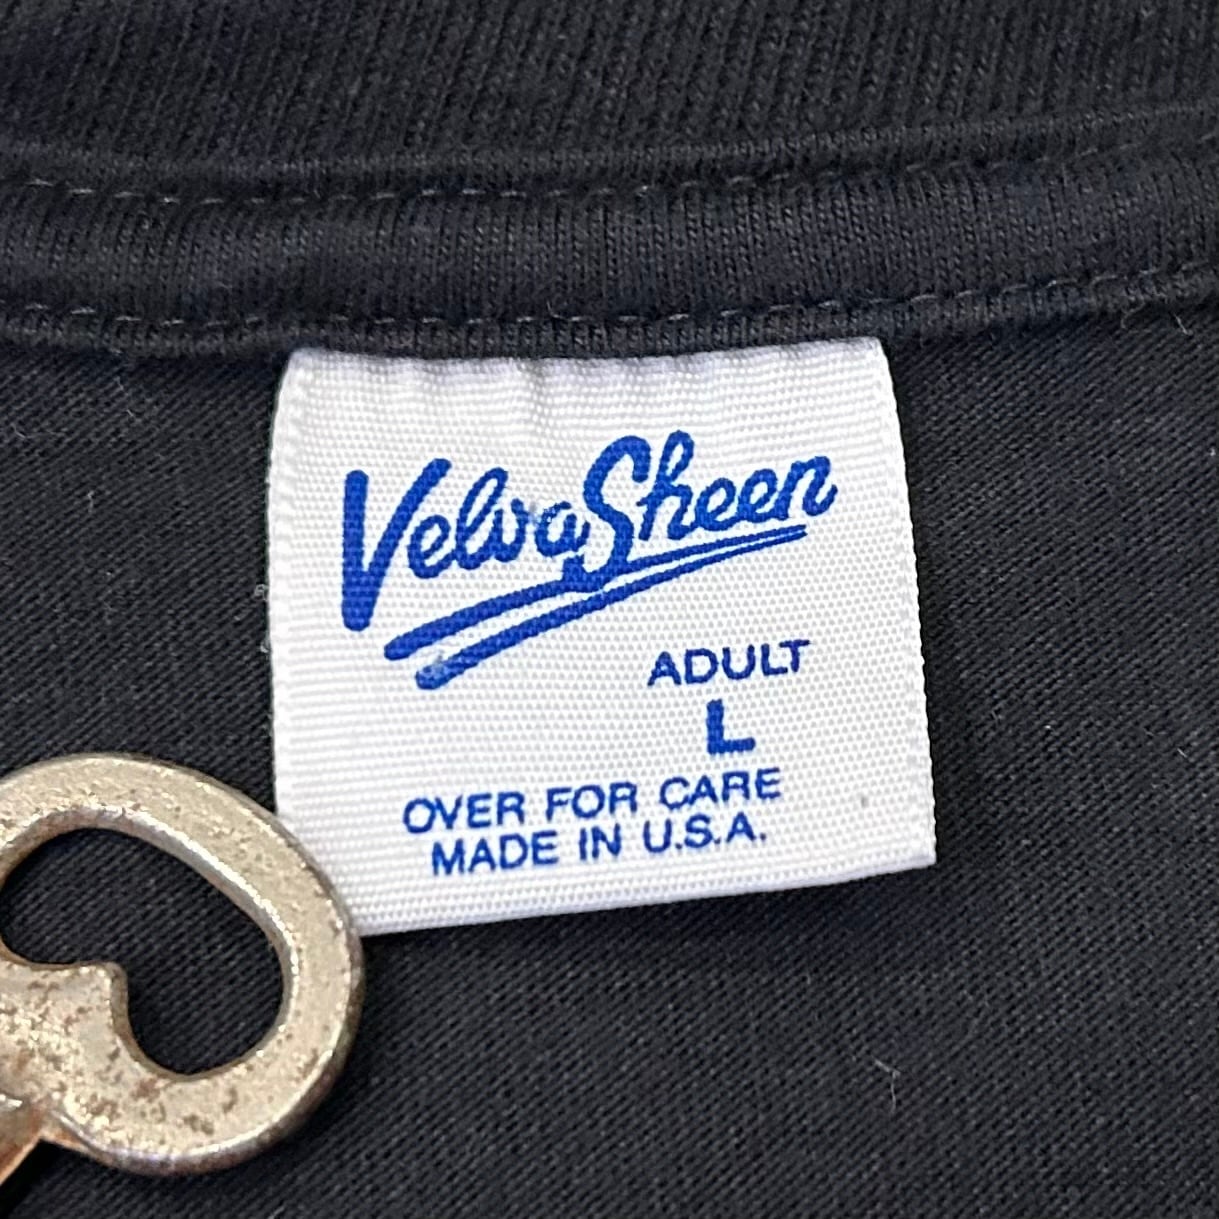 VelvaSheen
ADULT
L
OVER FOR CARE
MADE IN U.S.A.